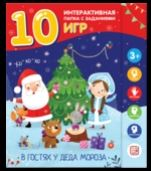 10
ИНТЕРАКТИВНАЯ
ПАПКА С ЗАДАНИЯМИ
ИГР
3+
В ГОСТЯХ У ДЕДА МОРОЗА